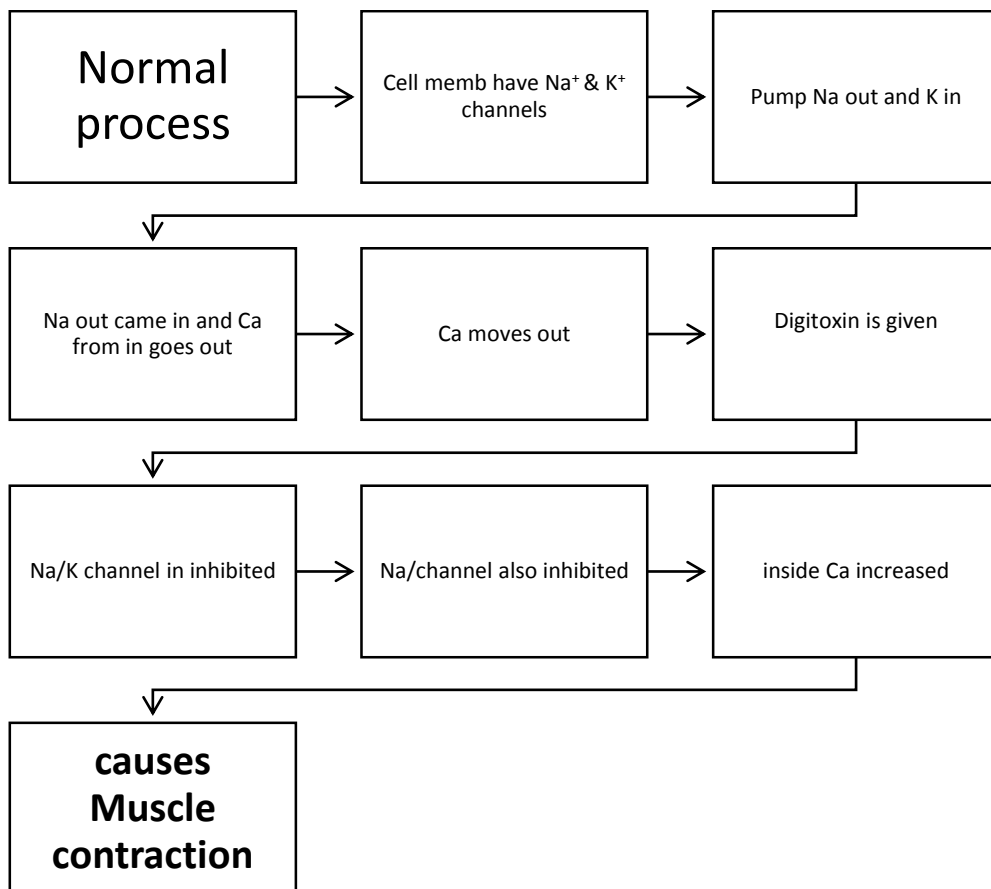 Normal
process
Cell memb have Na⁺ & K⁺
channels
Pump Na out and K in
Na out came in and Ca
from in goes out
Ca moves out
Digitoxin is given
Na/K channel in inhibited
Na/channel also inhibited
inside Ca increased
causes
Muscle
contraction